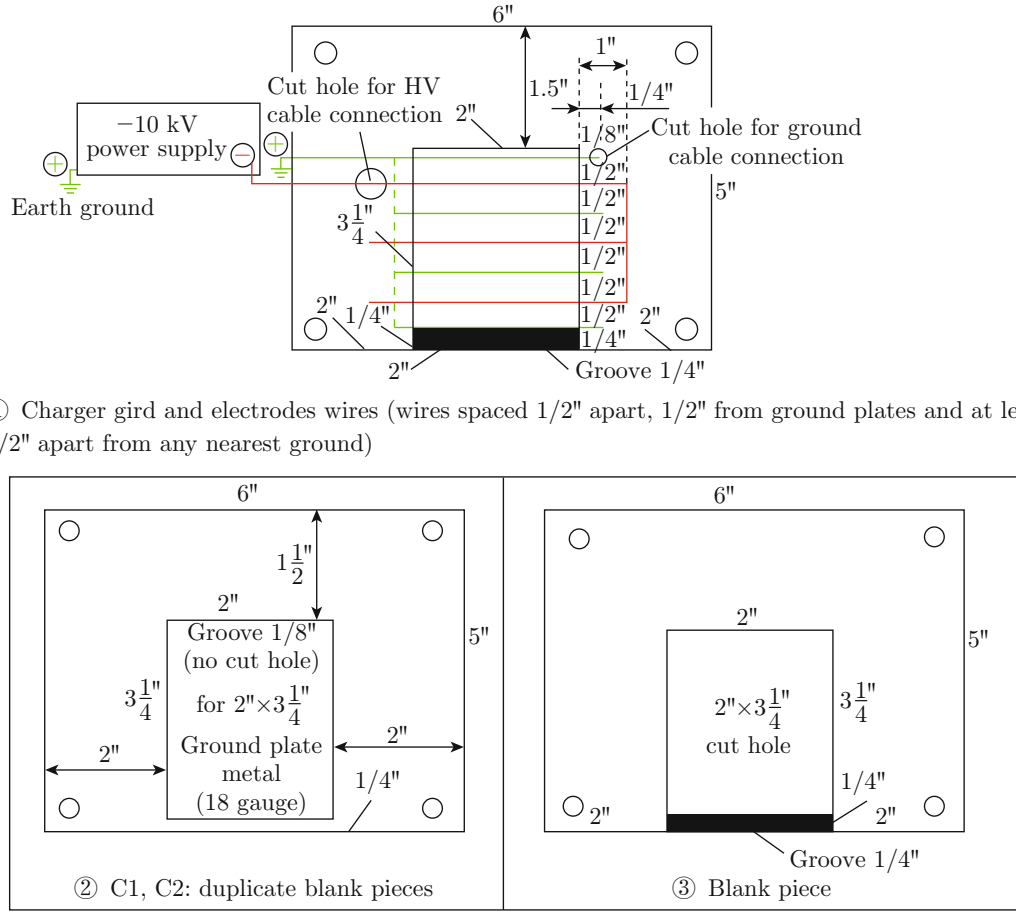 6"
1"
1.5"
1/4"
Cut hole for HV
cable connection
2"
−10 kV
power supply
−
+
+
Earth ground
1/8"
Cut hole for ground
cable connection
1/2"
1/2"
1/2"
1/2"
1/2"
1/2"
1/4"
5"
3 1/4"
2"
1/4"
2"
2"
Groove 1/4"
Charger gird and electrodes wires (wires spaced 1/2" apart, 1/2" from ground plates and at le
/2" apart from any nearest ground)
6"
1 1/2"
2"
Groove 1/8"
(no cut hole)
for 2"×3 1/4"
Ground plate
metal
(18 gauge)
3 1/4"
5"
2"
2"
1/4"
② C1, C2: duplicate blank pieces
6"
2"
5"
2"×3 1/4"
cut hole
3 1/4"
1/4"
2"
2"
Groove 1/4"
③ Blank piece